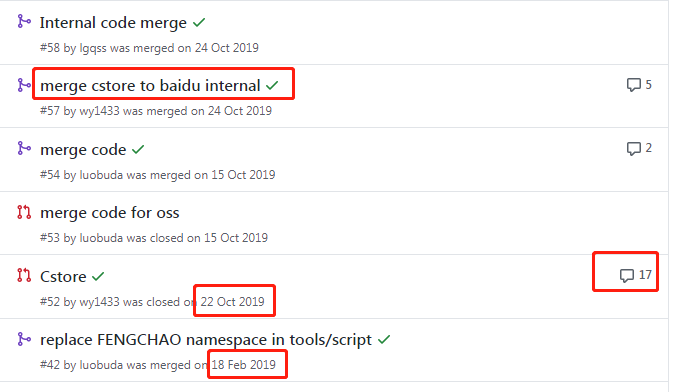 Internal code merge
#58 by lgqss was merged on 24 Oct 2019
merge cstore to baidu internal
5
#57 by wy1433 was merged on 24 Oct 2019
merge code
2
#54 by luobuda was merged on 15 Oct 2019
merge code for oss
#53 by luobuda was closed on 15 Oct 2019
Cstore
17
#52 by wy1433 was closed on 22 Oct 2019
replace FENGCHAO namespace in tools/script
#42 by luobuda was merged on 18 Feb 2019